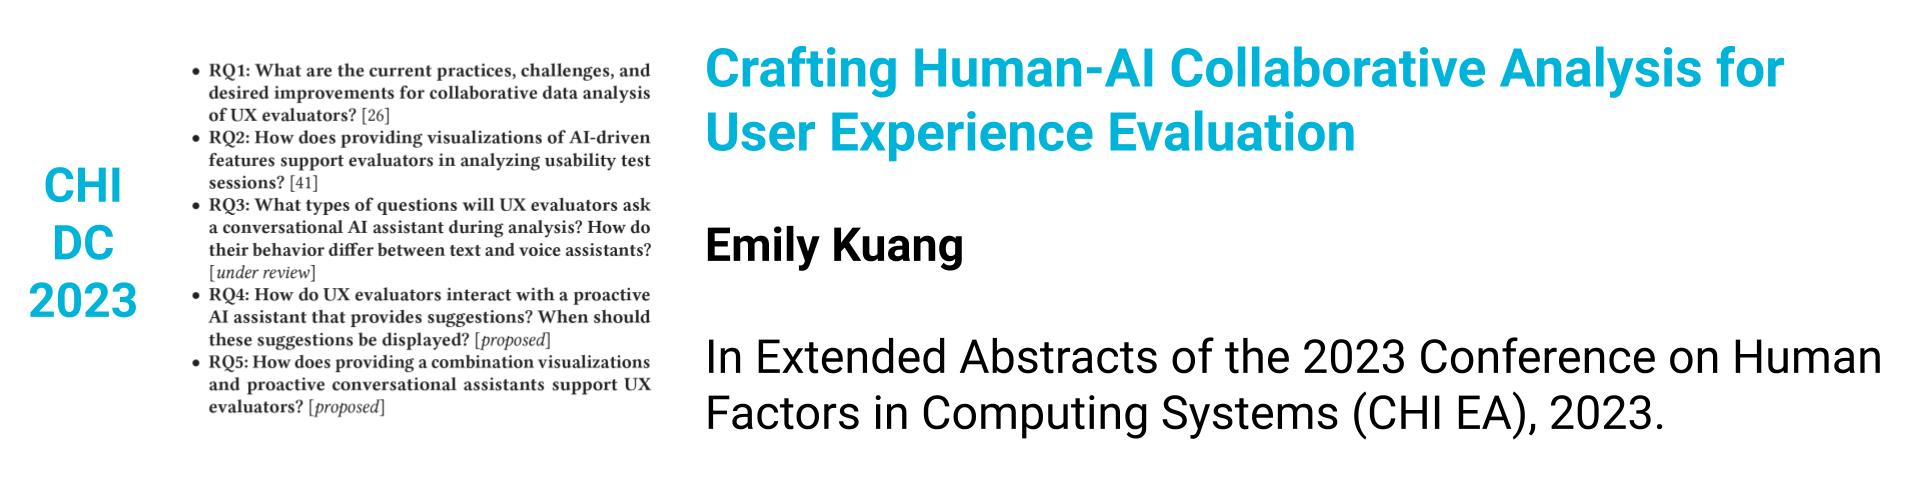 CHI
DC
2023
• RQ1: What are the current practices, challenges, and
desired improvements for collaborative data analysis
of UX evaluators? [26]
• RQ2: How does providing visualizations of AI-driven
features support evaluators in analyzing usability test
sessions? [41]
• RQ3: What types of questions will UX evaluators ask
a conversational AI assistant during analysis? How do
their behavior differ between text and voice assistants?
[under review]
• RQ4: How do UX evaluators interact with a proactive
AI assistant that provides suggestions? When should
these suggestions be displayed? [proposed]
• RQ5: How does providing a combination visualizations
and proactive conversational assistants support UX
evaluators? [proposed]
Crafting Human-AI Collaborative Analysis for
User Experience Evaluation
Emily Kuang
In Extended Abstracts of the 2023 Conference on Human
Factors in Computing Systems (CHI EA), 2023.